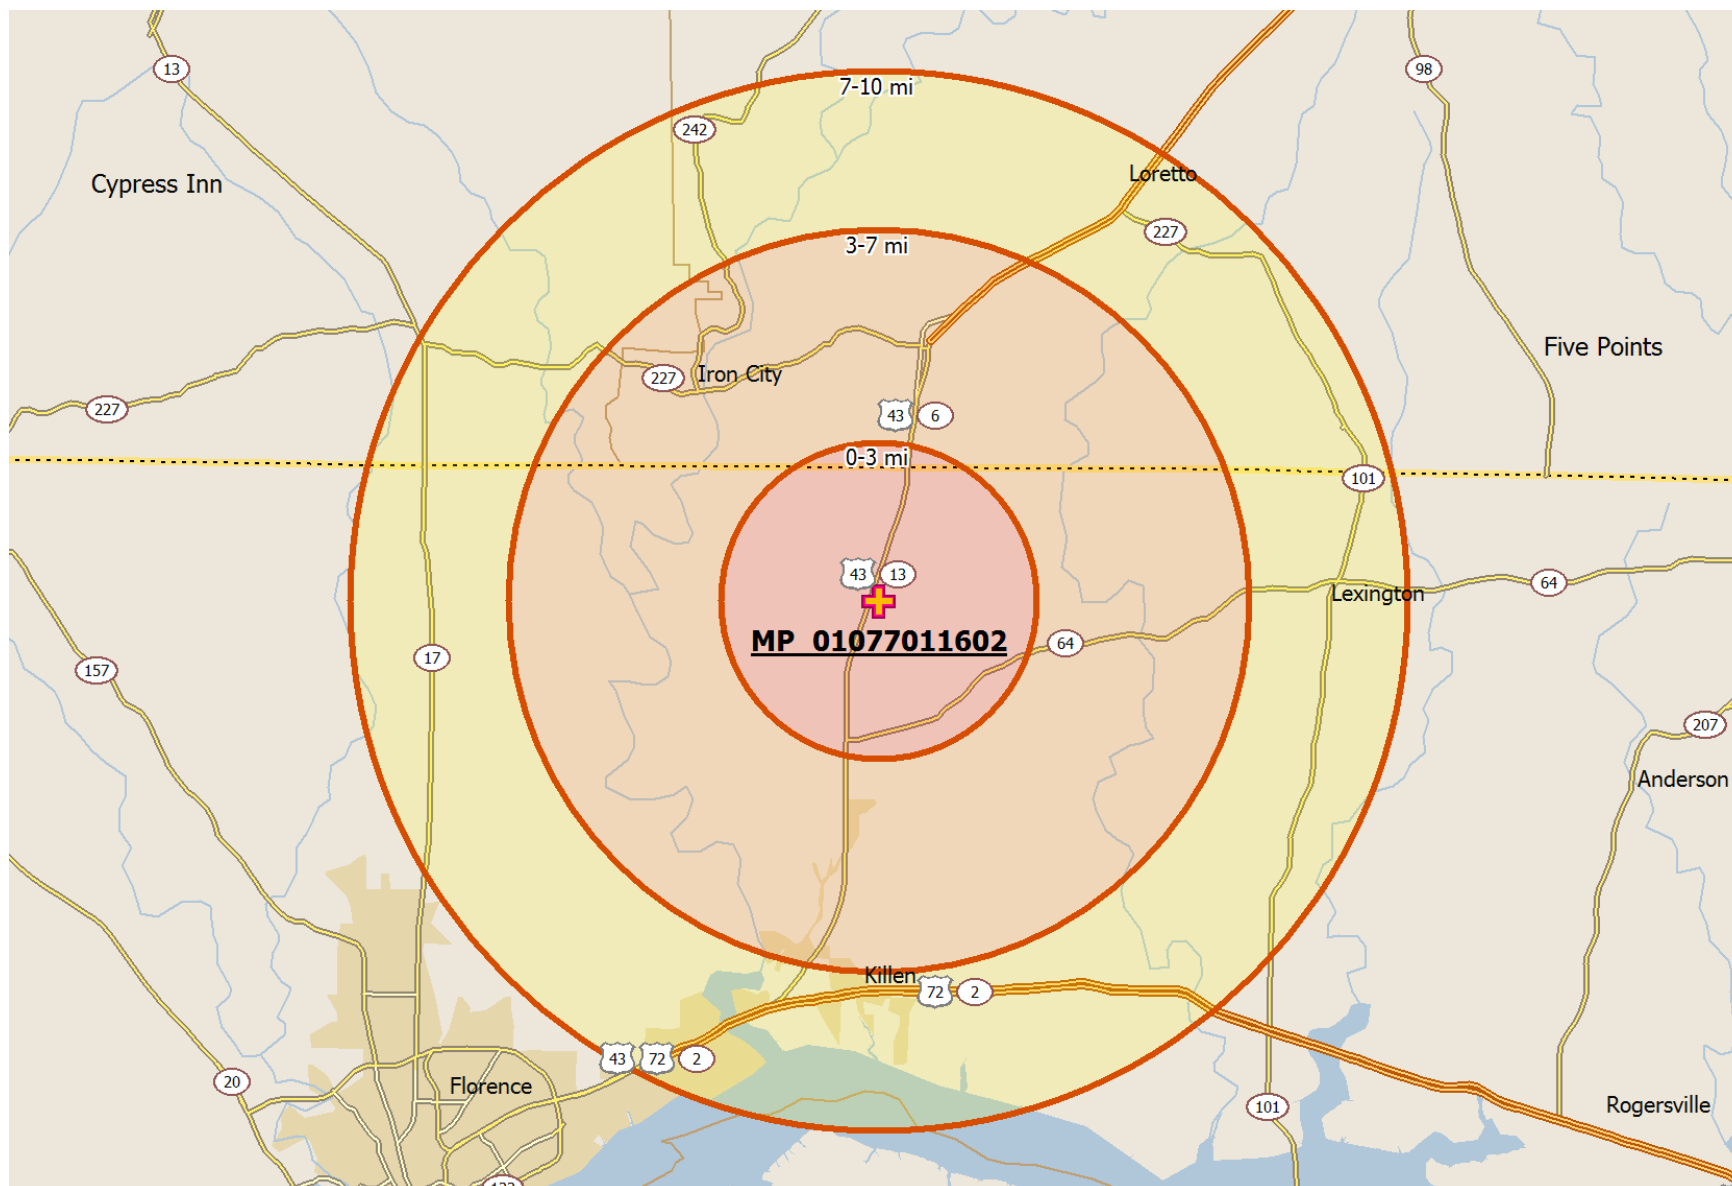 13
98
7-10 mi
242
Cypress Inn
Loretto
227
3-7 mi
Five Points
227
Iron City
227
43
6
0-3 mi
101
43
13
64
Lexington
MP 01077011602
64
17
157
207
Anderson
Killen
72
2
43
72
2
20
Florence
101
Rogersville